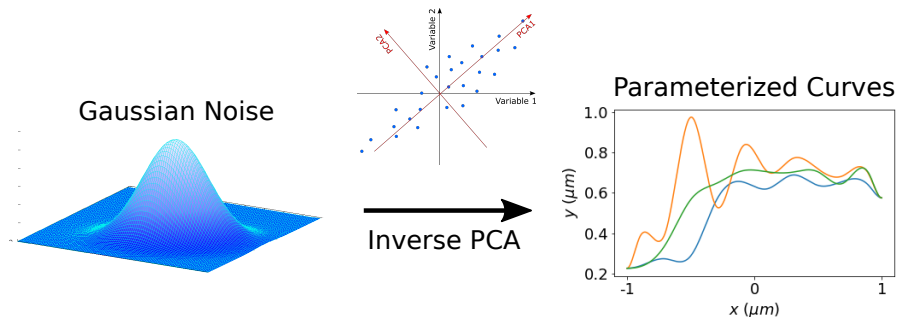 Gaussian Noise
PCA2
Variable 2
PCA1
Variable 1
Inverse PCA
Parameterized Curves
1.0
0.8
0.6
0.4
0.2
y (μm)
-1
0
1
x (μm)